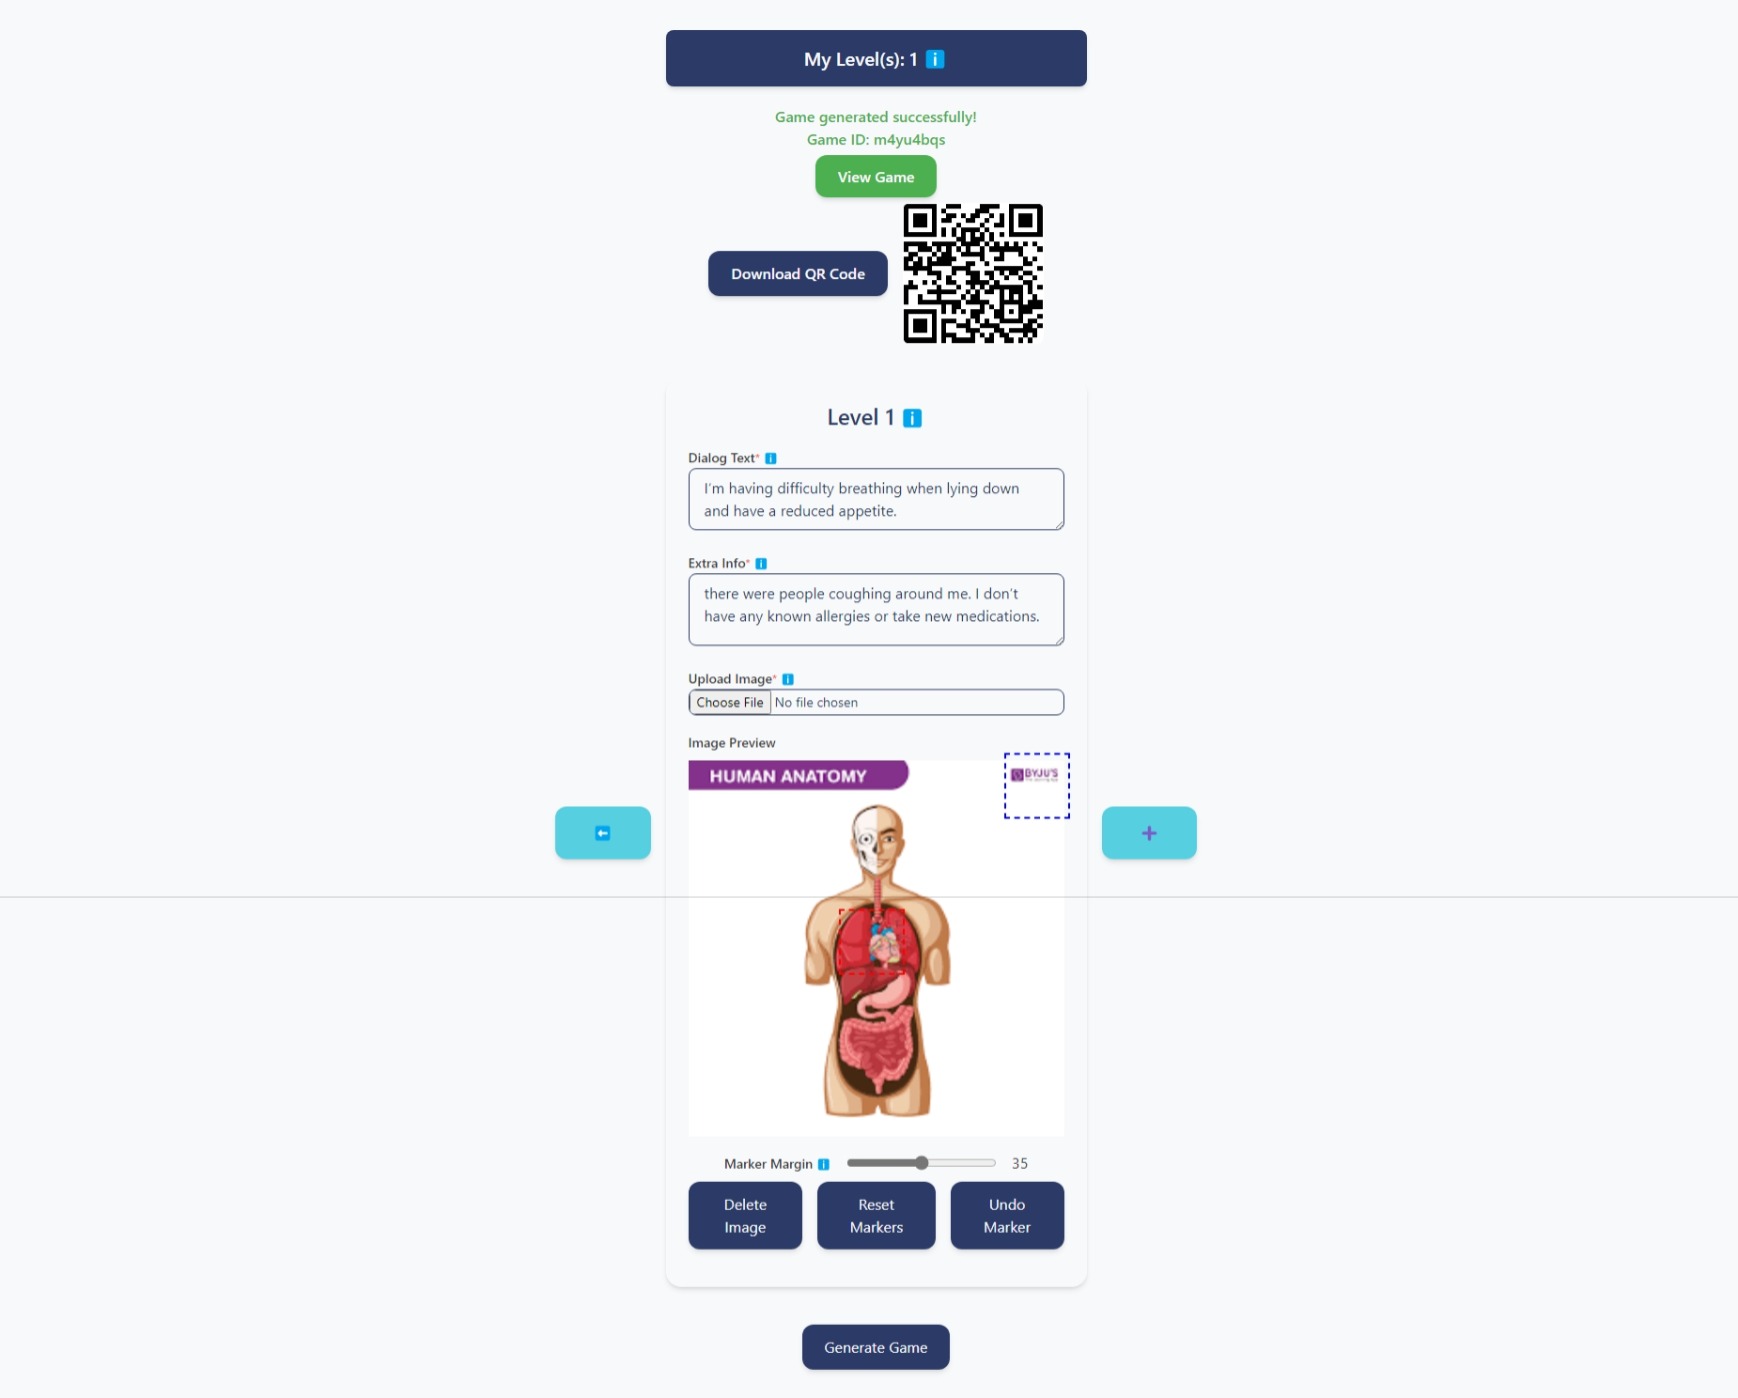 My Level(s): 1 i
Game generated successfully!
Game ID: m4yu4bqs
View Game
Download QR Code
Level 1 i
Dialog Text* i
I'm having difficulty breathing when lying down
and have a reduced appetite.
Extra Info* i
there were people coughing around me. I don't
have any known allergies or take new medications.
Upload Image* i
Choose File No file chosen
Image Preview
HUMAN ANATOMY
BYJU'S
Marker Margin i 35
Delete
Image
Reset
Markers
Undo
Marker
Generate Game